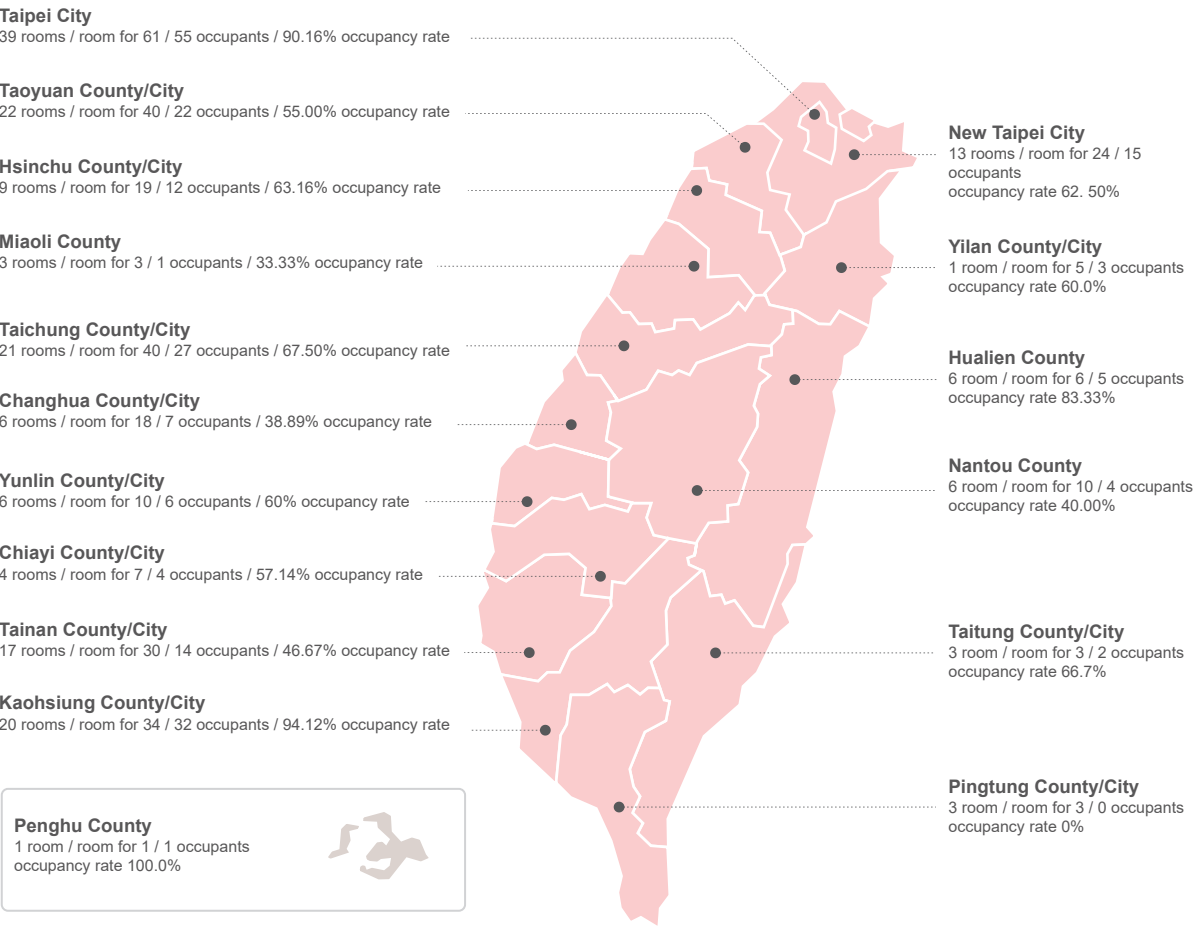 Taipei City
39 rooms / room for 61 / 55 occupants / 90.16% occupancy rate
Taoyuan County/City
22 rooms / room for 40 / 22 occupants / 55.00% occupancy rate
Hsinchu County/City
9 rooms / room for 19 / 12 occupants / 63.16% occupancy rate
Miaoli County
3 rooms / room for 3 / 1 occupants / 33.33% occupancy rate
Taichung County/City
21 rooms / room for 40 / 27 occupants / 67.50% occupancy rate
Changhua County/City
6 rooms / room for 18 / 7 occupants / 38.89% occupancy rate
Yunlin County/City
6 rooms / room for 10 / 6 occupants / 60% occupancy rate
Chiayi County/City
4 rooms / room for 7 / 4 occupants / 57.14% occupancy rate
Tainan County/City
17 rooms / room for 30 / 14 occupants / 46.67% occupancy rate
Kaohsiung County/City
20 rooms / room for 34 / 32 occupants / 94.12% occupancy rate
Penghu County
1 room / room for 1 / 1 occupants
occupancy rate 100.0%
New Taipei City
13 rooms / room for 24 / 15
occupants
occupancy rate 62. 50%
Yilan County/City
1 room / room for 5 / 3 occupants
occupancy rate 60.0%
Hualien County
6 room / room for 6 / 5 occupants
occupancy rate 83.33%
Nantou County
6 room / room for 10 / 4 occupants
occupancy rate 40.00%
Taitung County/City
3 room / room for 3 / 2 occupants
occupancy rate 66.7%
Pingtung County/City
3 room / room for 3 / 0 occupants
occupancy rate 0%